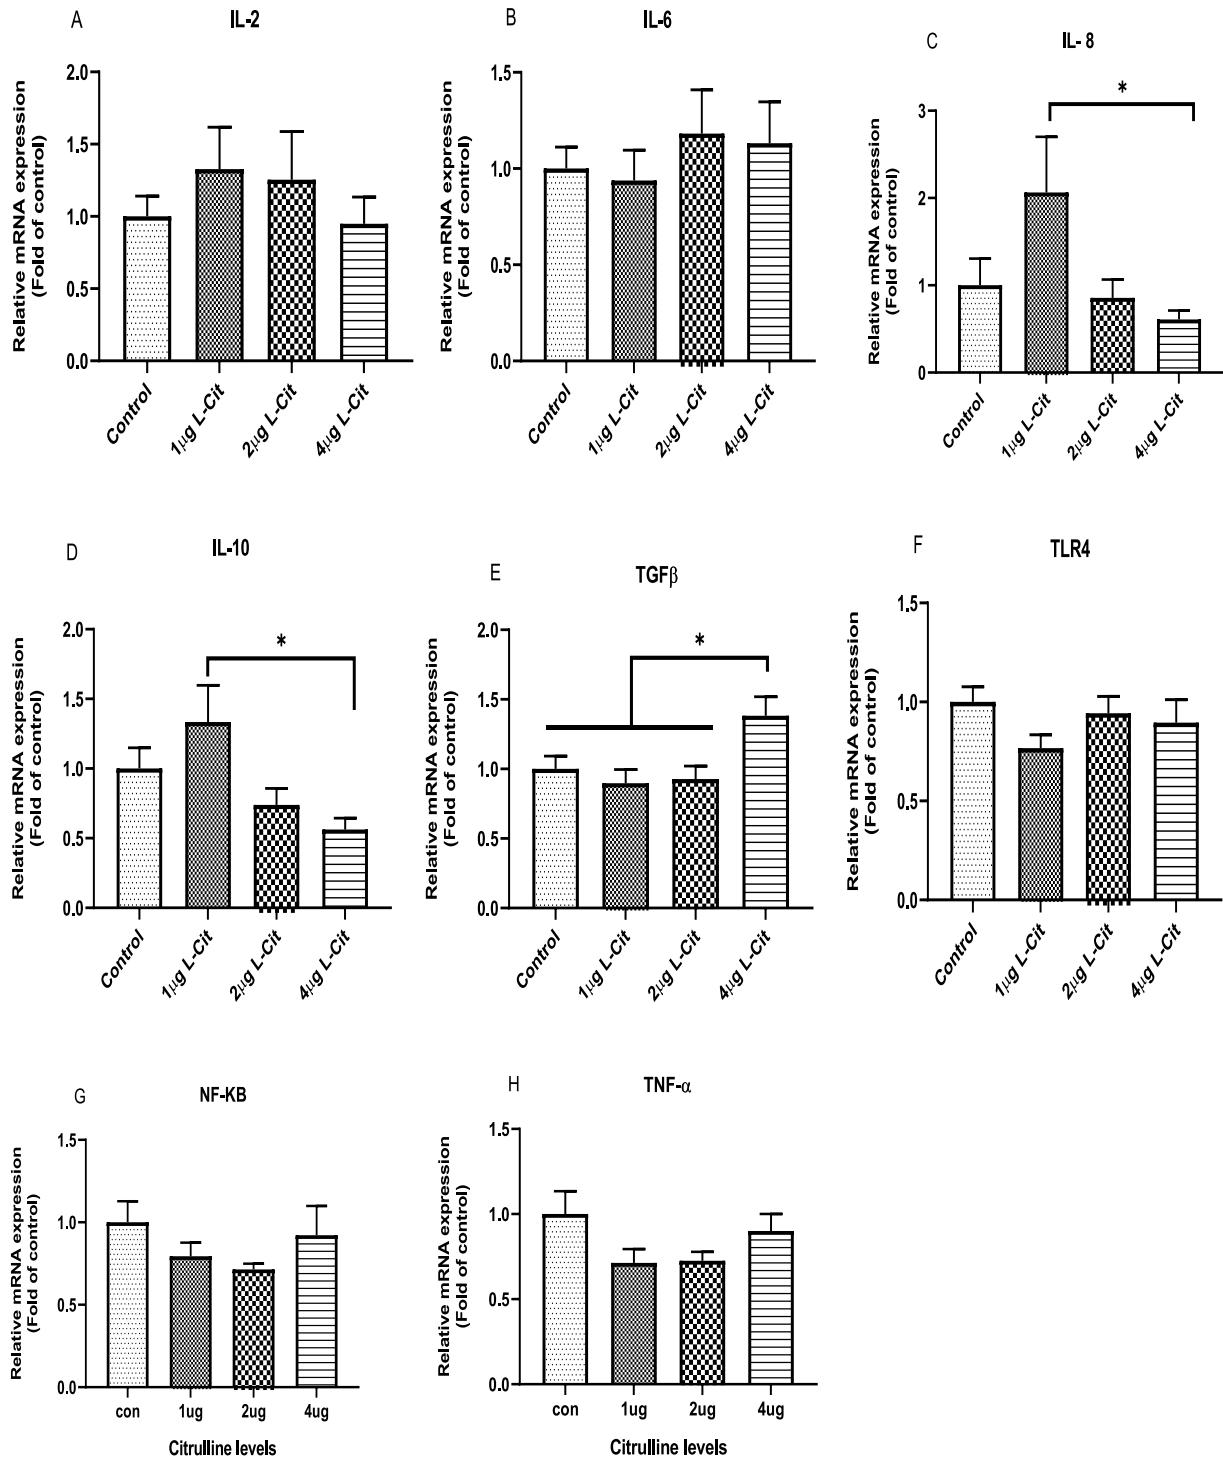 A
IL-2
Relative mRNA expression
(Fold of control)
2.0
1.5
1.0
0.5
0.0
Control
1μg L-Cit
2μg L-Cit
4μg L-Cit
B
IL-6
Relative mRNA expression
(Fold of control)
1.5
1.0
0.5
0.0
Control
1μg L-Cit
2μg L-Cit
4μg L-Cit
C
IL- 8
Relative mRNA expression
(Fold of control)
3
2
1
0
*
Control
1μg L-Cit
2μg L-Cit
4μg L-Cit
D
IL-10
Relative mRNA expression
(Fold of control)
2.0
1.5
1.0
0.5
0.0
*
Control
1μg L-Cit
2μg L-Cit
4μg L-Cit
E
TGFβ
Relative mRNA expression
(Fold of control)
2.0
1.5
1.0
0.5
0.0
*
Control
1μg L-Cit
2μg L-Cit
4μg L-Cit
F
TLR4
Relative mRNA expression
(Fold of control)
1.5
1.0
0.5
0.0
Control
1μg L-Cit
2μg L-Cit
4μg L-Cit
G
NF-KB
Relative mRNA expression
(Fold of control)
1.5
1.0
0.5
0.0
con 1ug 2ug 4ug
Citrulline levels
H
TNF-α
Relative mRNA expression
(Fold of control)
1.5
1.0
0.5
0.0
con 1ug 2ug 4ug
Citrulline levels